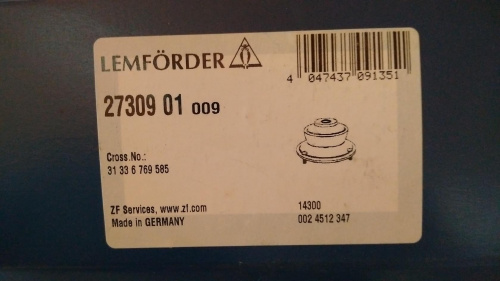 LEMFÖRDER
4 047437 091351
27309 01 009
Cross.No.:
31 33 6 769 585
ZF Services, www.zf.com
Made in GERMANY
14300
002 4512 347